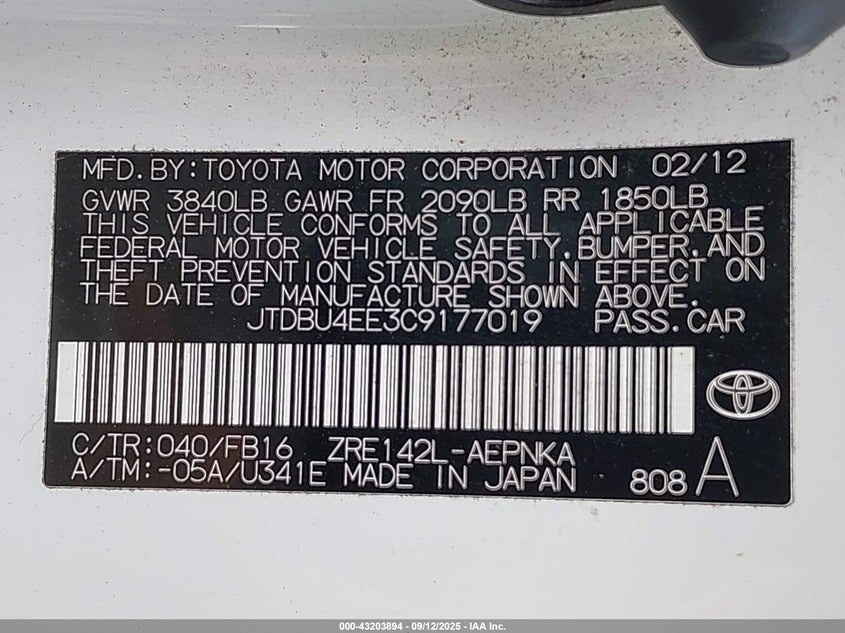 MFD. BY: TOYOTA MOTOR CORPORATION 02/12
GVWR 3840LB GAWR FR 2090LB RR 1850LB
THIS VEHICLE CONFORMS TO ALL APPLICABLE
FEDERAL MOTOR VEHICLE SAFETY, BUMPER, AND
THEFT PREVENTION STANDARDS IN EFFECT ON
THE DATE OF MANUFACTURE SHOWN ABOVE.
JTDBU4EE3C9177019 PASS. CAR
C/TR: 040/FB16 ZRE142L-AEPNKA
A/TM: -05A/U341E MADE IN JAPAN 808 A
000-43203894 - 09/12/2025 - IAA Inc.